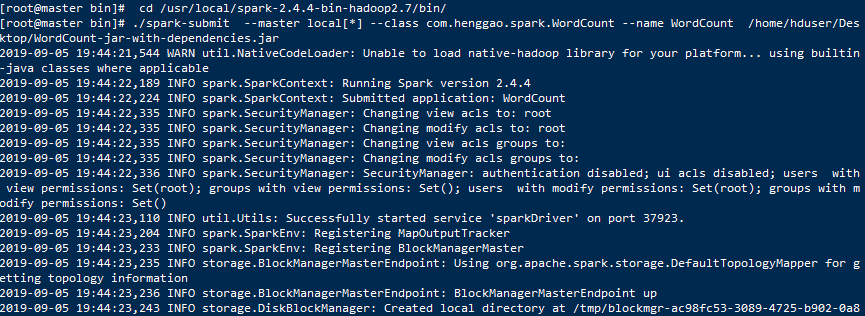 [root@master bin]# cd /usr/local/spark-2.4.4-bin-hadoop2.7/bin/
[root@master bin]# ./spark-submit --master local[*] --class com.henggao.spark.WordCount --name WordCount /home/hduser/Des
ktop/WordCount-jar-with-dependencies.jar
2019-09-05 19:44:21,544 WARN util.NativeCodeLoader: Unable to load native-hadoop library for your platform... using builtin
-java classes where applicable
2019-09-05 19:44:22,189 INFO spark.SparkContext: Running Spark version 2.4.4
2019-09-05 19:44:22,224 INFO spark.SparkContext: Submitted application: WordCount
2019-09-05 19:44:22,335 INFO spark.SecurityManager: Changing view acls to: root
2019-09-05 19:44:22,335 INFO spark.SecurityManager: Changing modify acls to: root
2019-09-05 19:44:22,335 INFO spark.SecurityManager: Changing view acls groups to:
2019-09-05 19:44:22,335 INFO spark.SecurityManager: Changing modify acls groups to:
2019-09-05 19:44:22,336 INFO spark.SecurityManager: SecurityManager: authentication disabled; ui acls disabled; users  with
 view permissions: Set(root); groups with view permissions: Set(); users  with modify permissions: Set(root); groups with m
odify permissions: Set()
2019-09-05 19:44:23,110 INFO util.Utils: Successfully started service 'sparkDriver' on port 37923.
2019-09-05 19:44:23,204 INFO spark.SparkEnv: Registering MapOutputTracker
2019-09-05 19:44:23,233 INFO spark.SparkEnv: Registering BlockManagerMaster
2019-09-05 19:44:23,235 INFO storage.BlockManagerMasterEndpoint: Using org.apache.spark.storage.DefaultTopologyMapper for g
etting topology information
2019-09-05 19:44:23,236 INFO storage.BlockManagerMasterEndpoint: BlockManagerMasterEndpoint up
2019-09-05 19:44:23,243 INFO storage.DiskBlockManager: Created local directory at /tmp/blockmgr-ac98fc53-3089-4725-b902-0a8